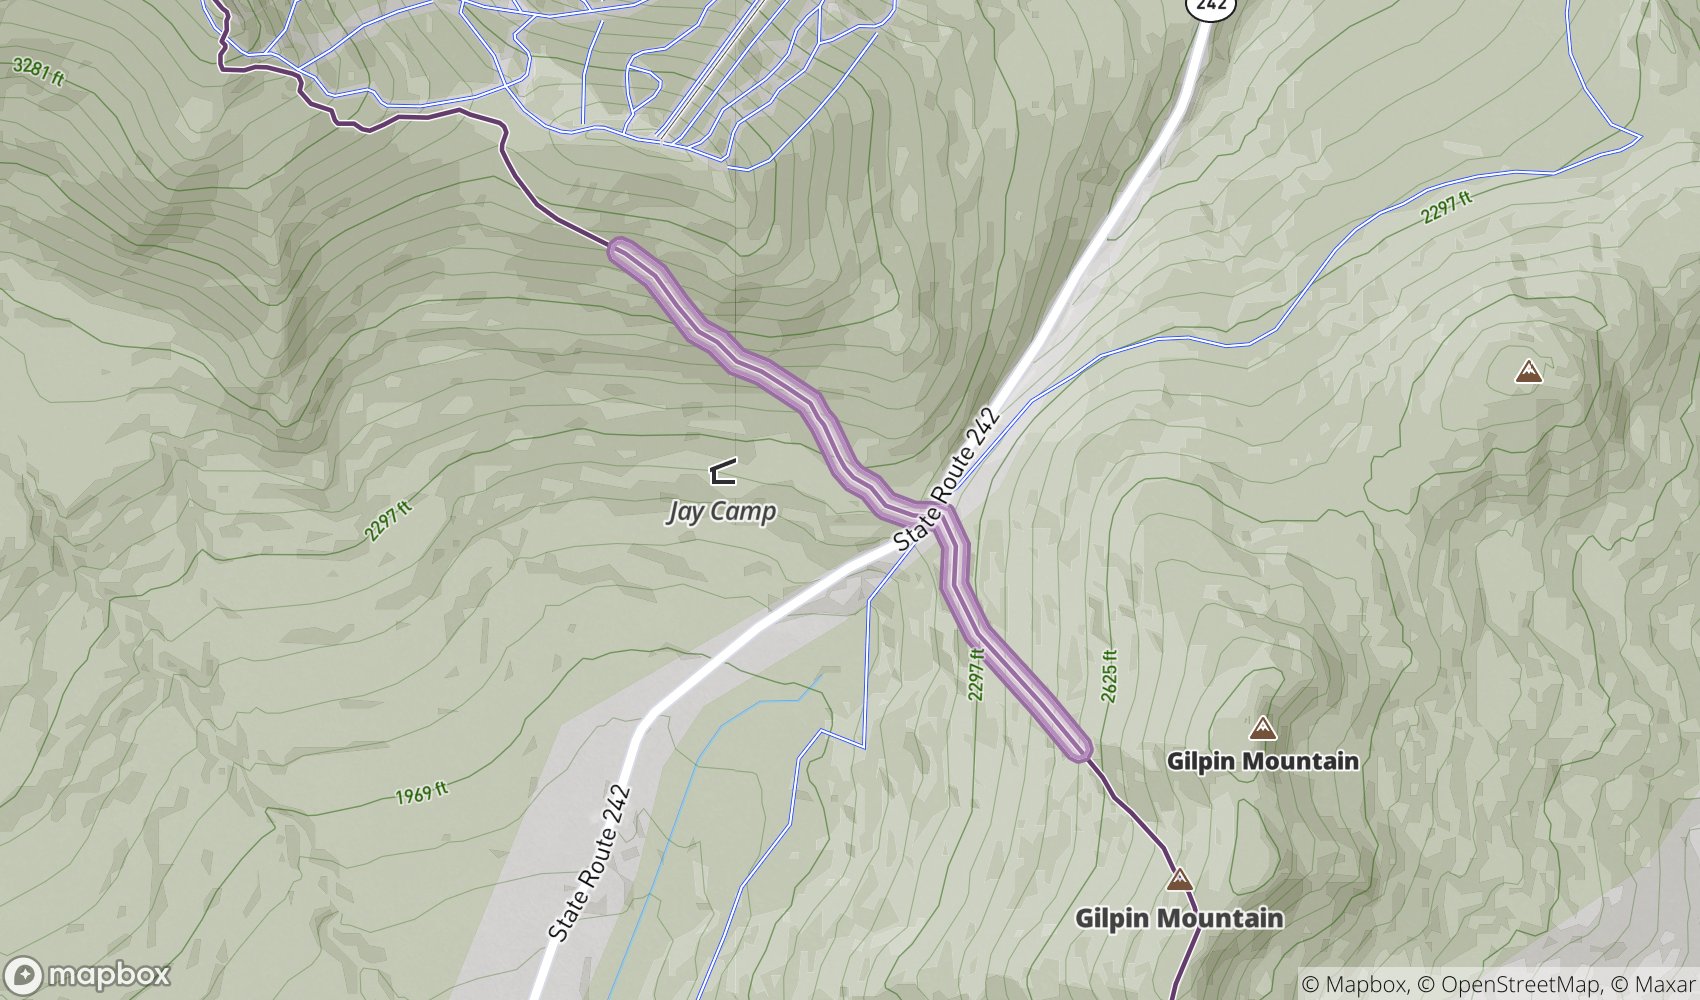 242
3281 ft
2297 ft
State Route 242
Jay Camp
2297 ft
2297 ft
2625 ft
Gilpin Mountain
1969 ft
State Route 242
Gilpin Mountain
mapbox
© Mapbox, © OpenStreetMap, © Maxar